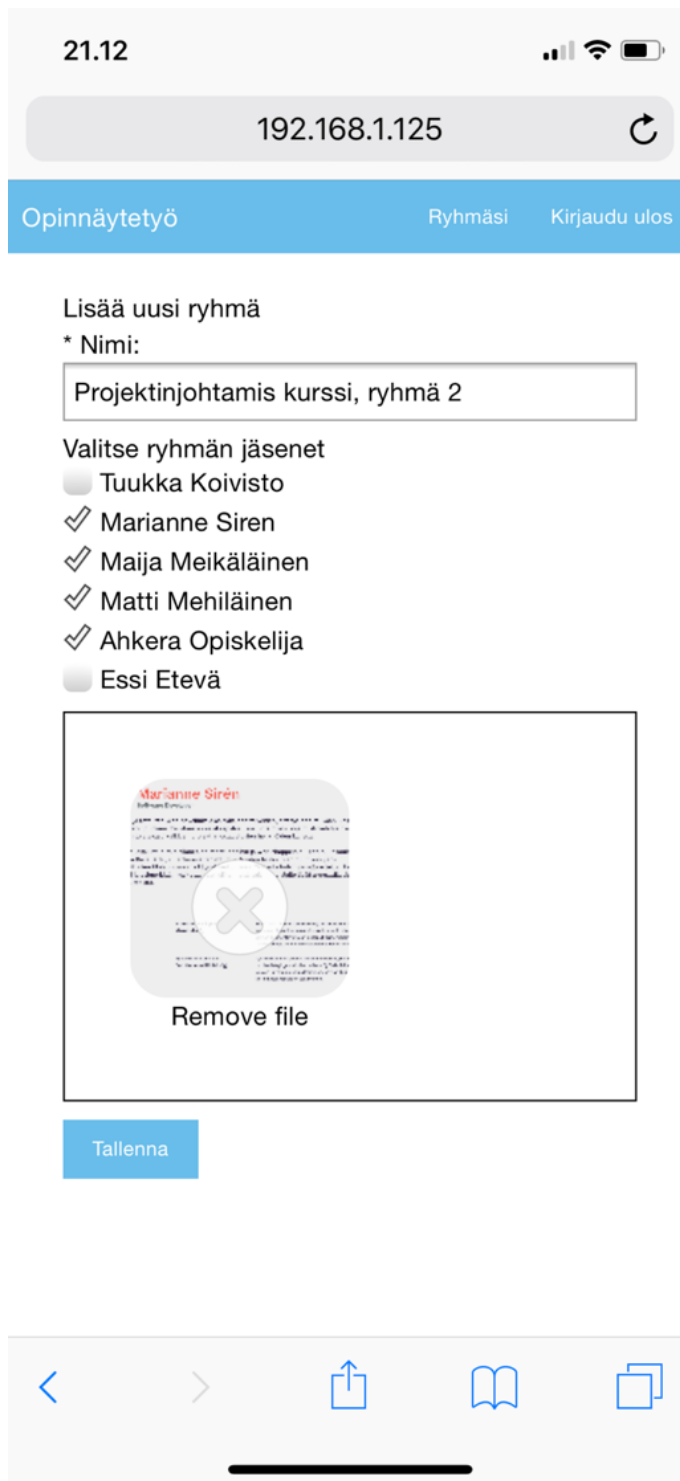 21.12
192.168.1.125
Opinnäytetyö Ryhmäsi Kirjaudu ulos
Lisää uusi ryhmä
* Nimi:
Projektinjohtamis kurssi, ryhmä 2
Valitse ryhmän jäsenet
Tuukka Koivisto
Marianne Siren
Maija Meikäläinen
Matti Mehiläinen
Ahkera Opiskelija
Essi Etevä
Marianne Sirén
Remove file
Tallenna